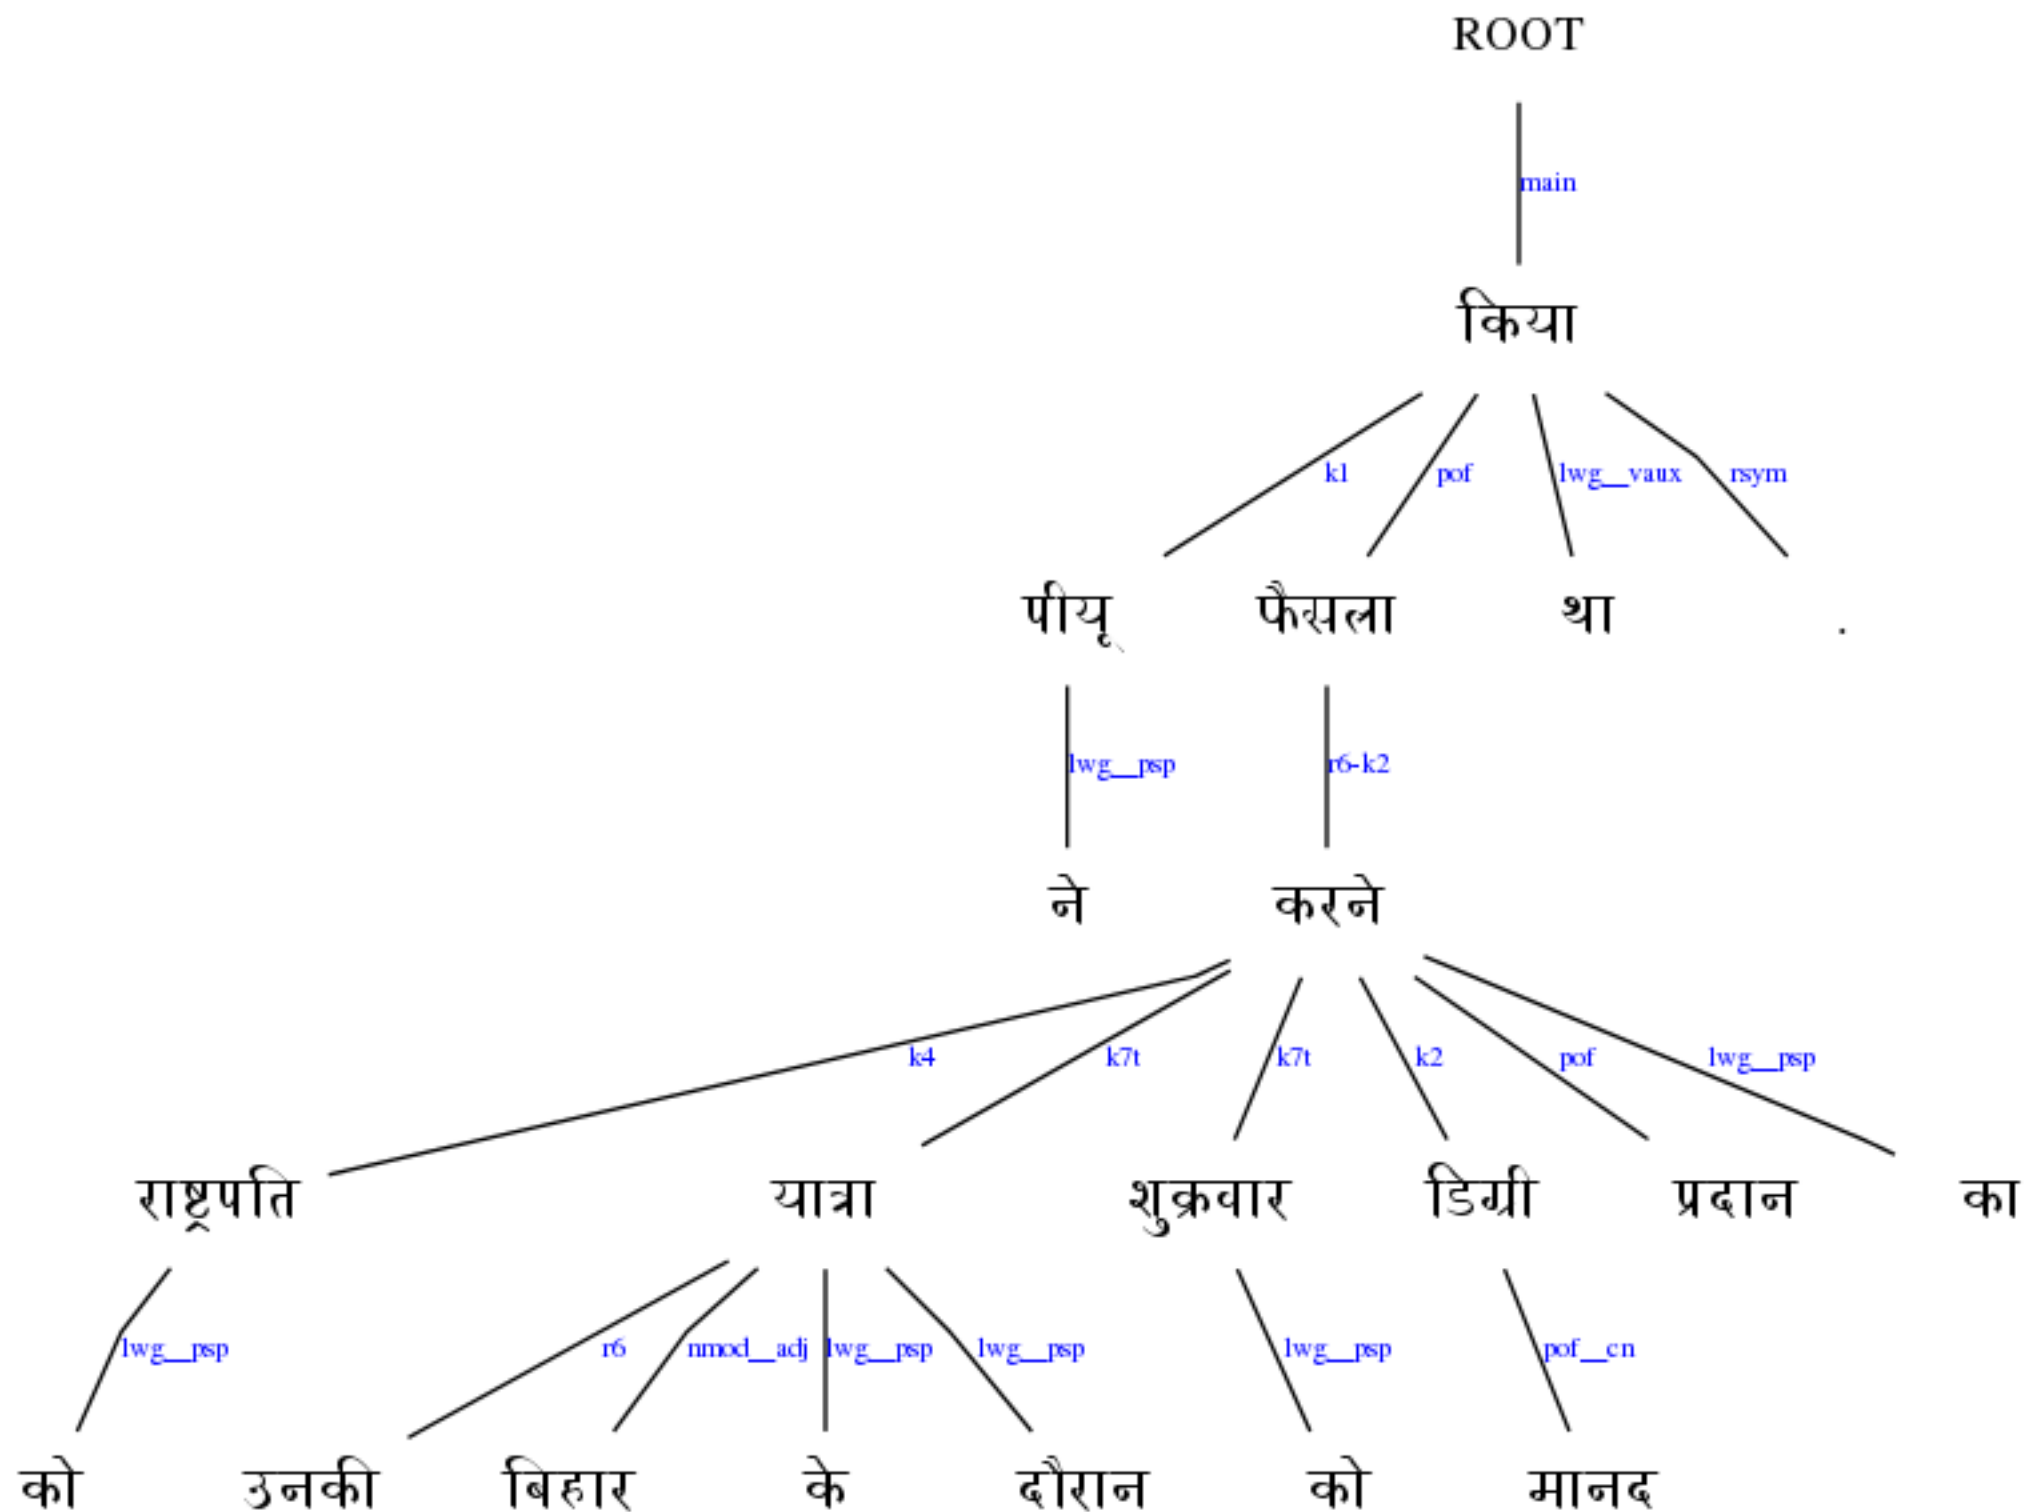 ROOT
main
किया
k1 pof lwg__vaux rsym
पीयू फैसला था .
lwg__psp r6-k2
ने करने
k4 k7t k7t k2 pof lwg__psp
राष्ट्रपति यात्रा शुक्रवार डिग्री प्रदान का
lwg__psp r6 nmod__adj lwg__psp lwg__psp lwg__psp pof__cn
को उनकी बिहार के दौरान को मानद